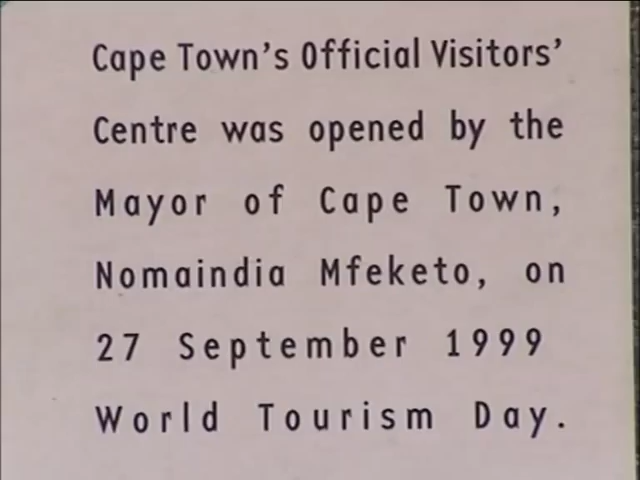 Cape Town's Official Visitors'
Centre was opened by the
Mayor of Cape Town,
Nomaindia Mfeketo, on
27 September 1999
World Tourism Day.